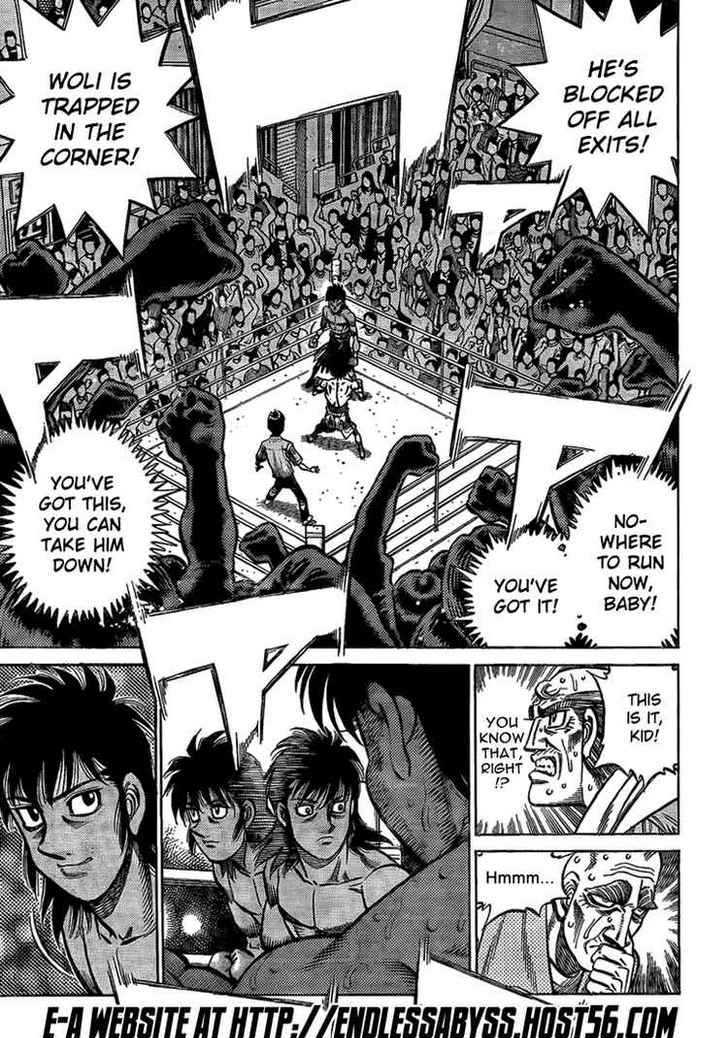 WOLI IS
TRAPPED
IN THE
CORNER!
HE'S
BLOCKED
OFF ALL
EXITS!
YOU'VE
GOT THIS,
YOU CAN
TAKE HIM
DOWN!
NO-
WHERE
TO RUN
NOW,
BABY!
YOU'VE
GOT IT!
THIS
IS IT,
KID!
YOU
KNOW
THAT,
RIGHT
!?
Hmmm...
E-A WEBSITE AT HTTP://ENDLESSABYSS.HOST56.COM